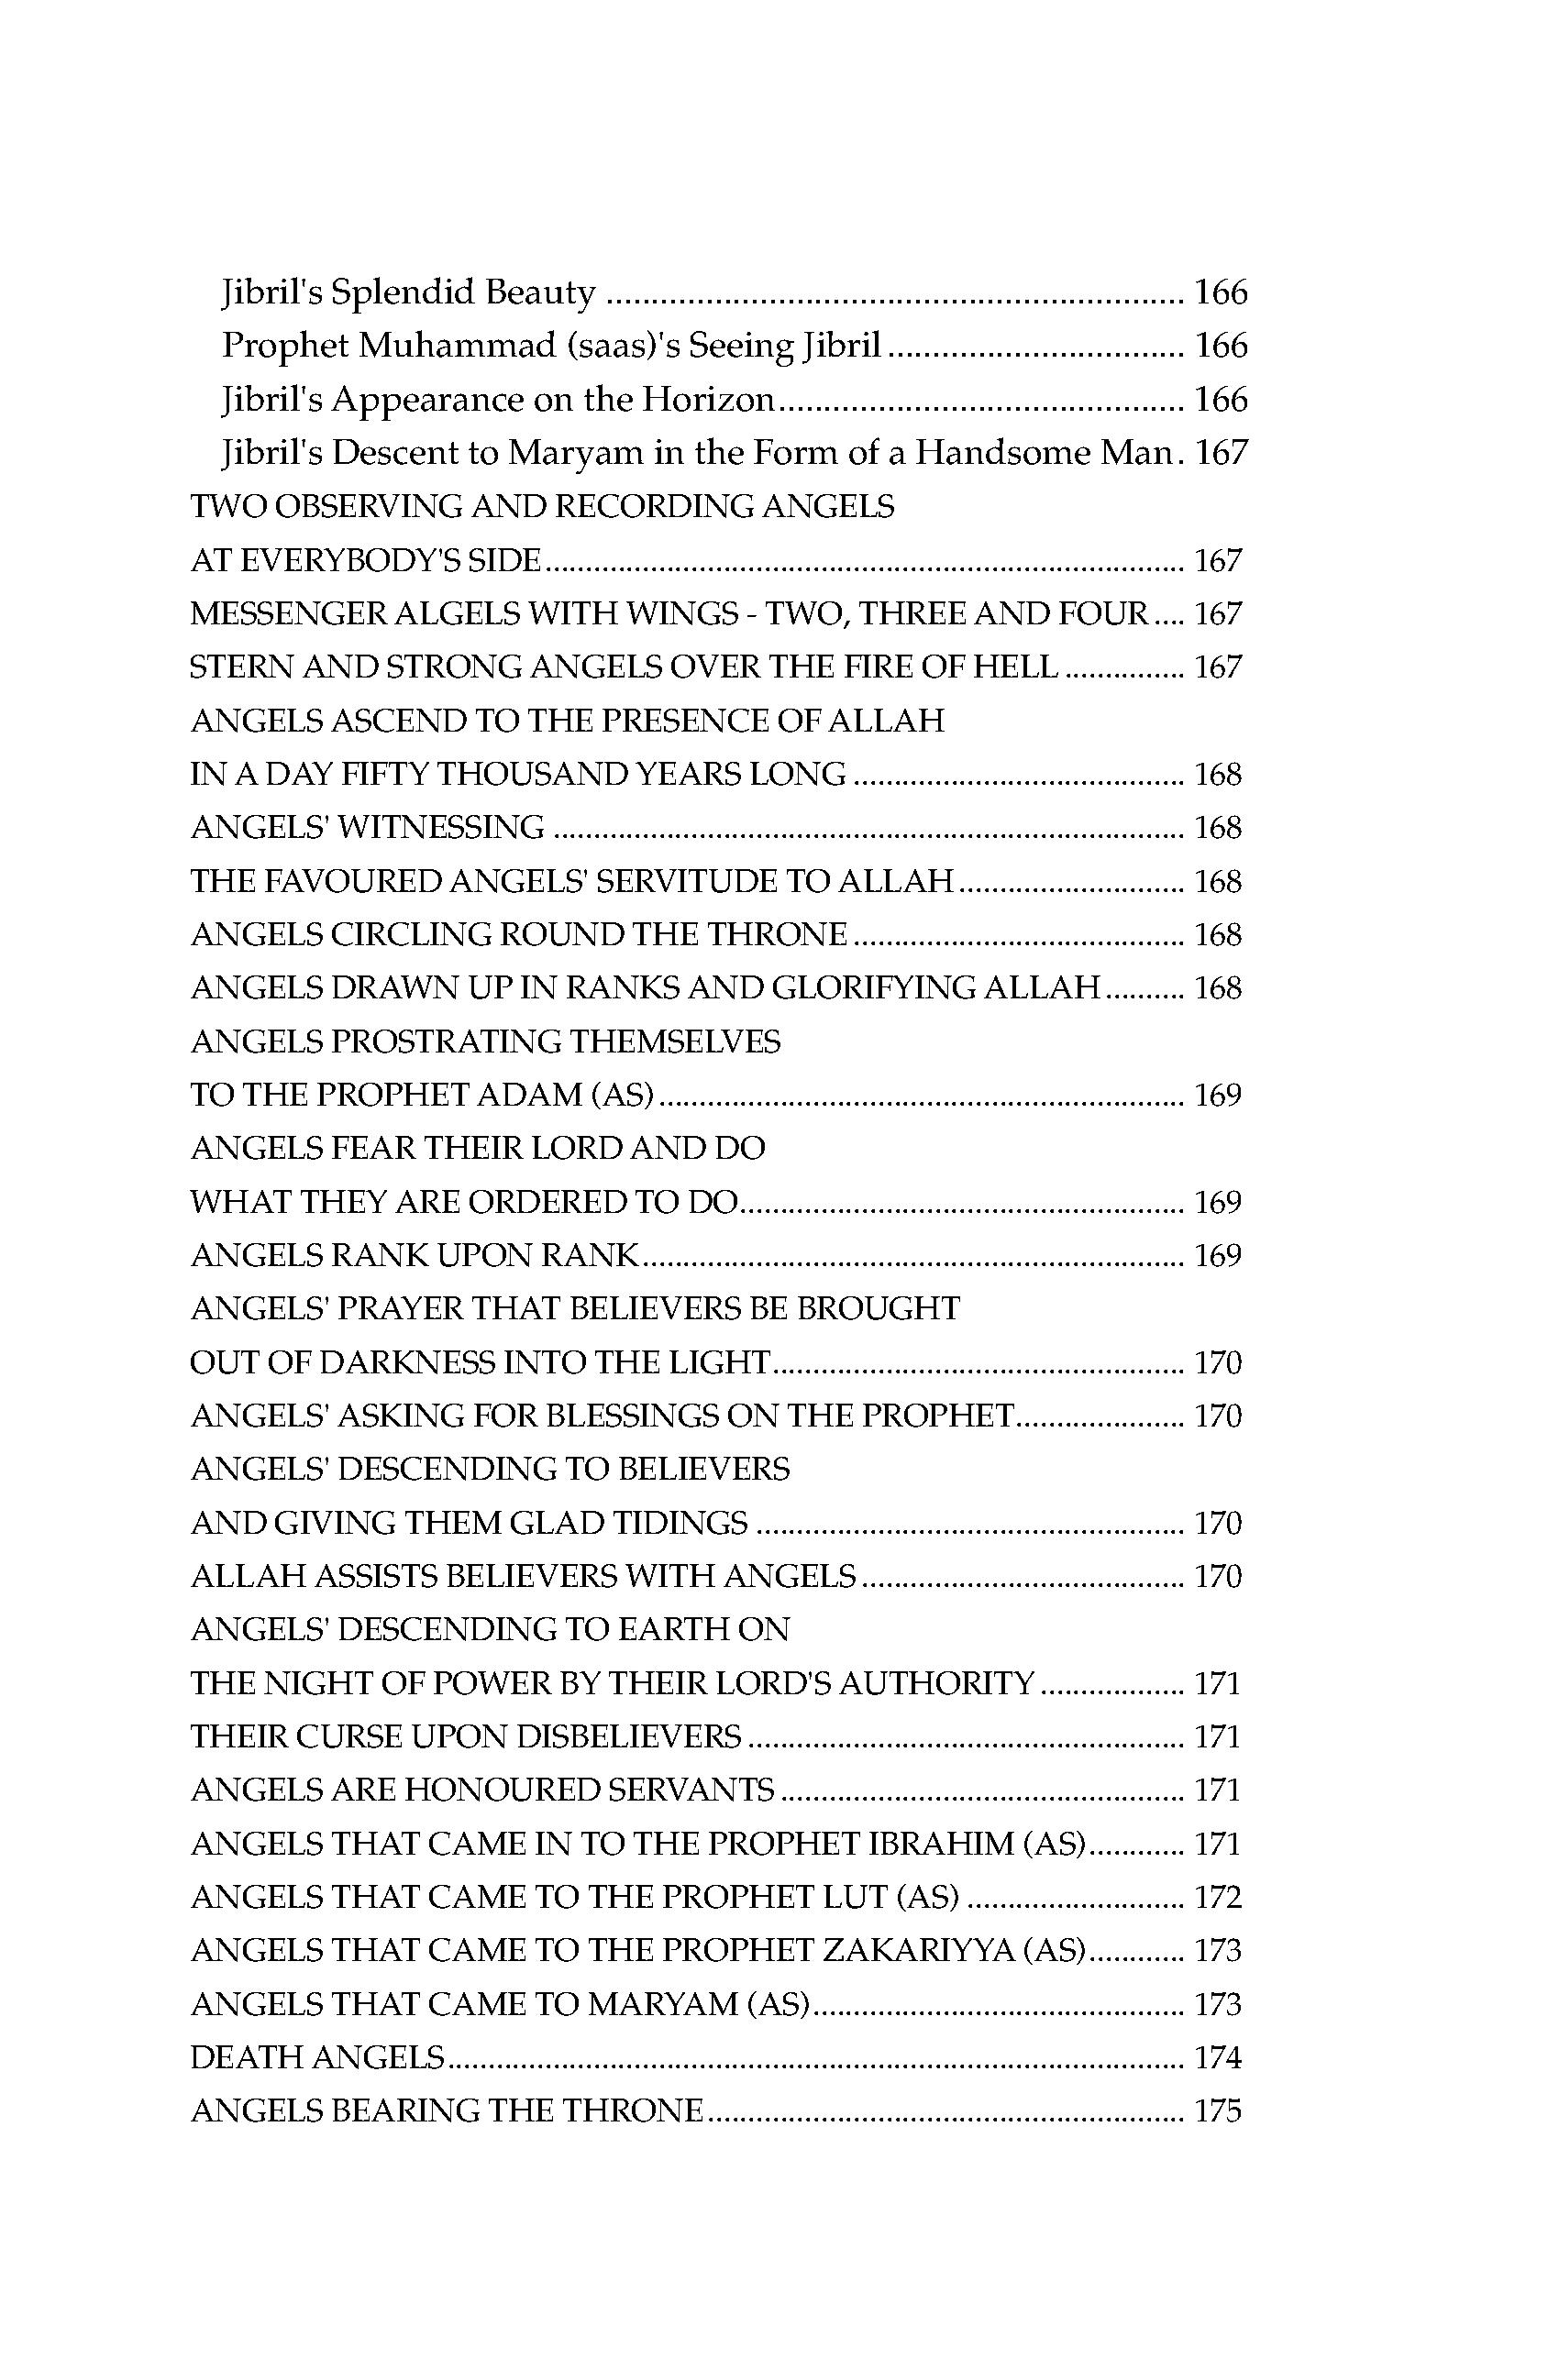 Jibril's Splendid Beauty ................................................................ 166
Prophet Muhammad (saas)'s Seeing Jibril ................................. 166
Jibril's Appearance on the Horizon............................................. 166
Jibril's Descent to Maryam in the Form of a Handsome Man. 167
TWO OBSERVING AND RECORDING ANGELS
AT EVERYBODY'S SIDE............................................................................... 167
MESSENGER ALGELS WITH WINGS - TWO, THREE AND FOUR.... 167
STERN AND STRONG ANGELS OVER THE FIRE OF HELL ............... 167
ANGELS ASCEND TO THE PRESENCE OF ALLAH
IN A DAY FIFTY THOUSAND YEARS LONG ......................................... 168
ANGELS' WITNESSING .............................................................................. 168
THE FAVOURED ANGELS' SERVITUDE TO ALLAH............................ 168
ANGELS CIRCLING ROUND THE THRONE ......................................... 168
ANGELS DRAWN UP IN RANKS AND GLORIFYING ALLAH.......... 168
ANGELS PROSTRATING THEMSELVES
TO THE PROPHET ADAM (AS)................................................................. 169
ANGELS FEAR THEIR LORD AND DO
WHAT THEY ARE ORDERED TO DO....................................................... 169
ANGELS RANK UPON RANK................................................................... 169
ANGELS' PRAYER THAT BELIEVERS BE BROUGHT
OUT OF DARKNESS INTO THE LIGHT................................................... 170
ANGELS' ASKING FOR BLESSINGS ON THE PROPHET..................... 170
ANGELS' DESCENDING TO BELIEVERS
AND GIVING THEM GLAD TIDINGS ..................................................... 170
ALLAH ASSISTS BELIEVERS WITH ANGELS ........................................ 170
ANGELS' DESCENDING TO EARTH ON
THE NIGHT OF POWER BY THEIR LORD'S AUTHORITY.................. 171
THEIR CURSE UPON DISBELIEVERS ...................................................... 171
ANGELS ARE HONOURED SERVANTS .................................................. 171
ANGELS THAT CAME IN TO THE PROPHET IBRAHIM (AS)............ 171
ANGELS THAT CAME TO THE PROPHET LUT (AS) ........................... 172
ANGELS THAT CAME TO THE PROPHET ZAKARIYYA (AS)............ 173
ANGELS THAT CAME TO MARYAM (AS).............................................. 173
DEATH ANGELS........................................................................................... 174
ANGELS BEARING THE THRONE........................................................... 175